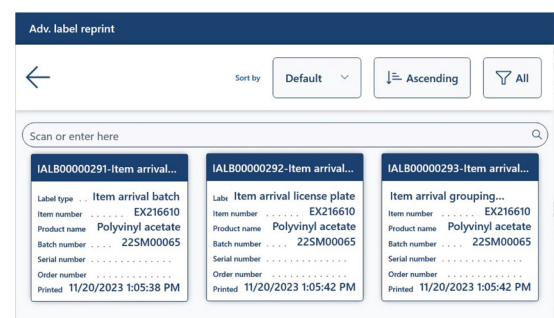 Adv. label reprint
Sort by Default Ascending All
Scan or enter here
IALB00000291-Item arrival...
Label type . . Item arrival batch
Item number . . . . . . EX216610
Product name Polyvinyl acetate
Batch number . . . . 22SM00065
Serial number . . . . . . . . . . . . .
Order number . . . . . . . . . . . . .
Printed 11/20/2023 1:05:38 PM
IALB00000292-Item arrival...
Labe Item arrival license plate
Item number . . . . . . EX216610
Product name Polyvinyl acetate
Batch number . . . . 22SM00065
Serial number . . . . . . . . . . . . .
Order number . . . . . . . . . . . . .
Printed 11/20/2023 1:05:42 PM
IALB00000293-Item arrival...
Item arrival grouping...
Item number . . . . . . EX216610
Product name Polyvinyl acetate
Batch number . . . . 22SM00065
Serial number . . . . . . . . . . . . .
Order number . . . . . . . . . . . . .
Printed 11/20/2023 1:05:42 PM